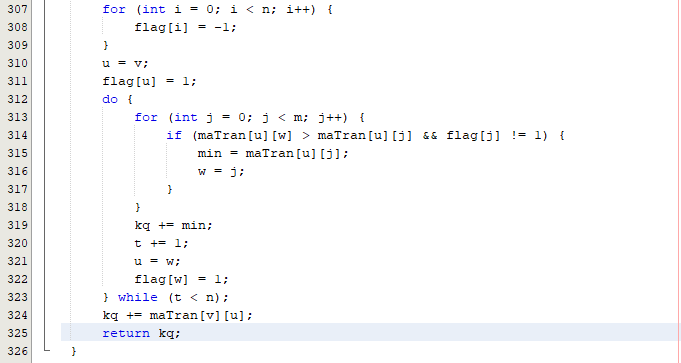 307 for (int i = 0; i < n; i++) {
308 flag[i] = -1;
309 }
310 u = v;
311 flag[u] = 1;
312 do {
313 for (int j = 0; j < m; j++) {
314 if (maTran[u][w] > maTran[u][j] && flag[j] != 1) {
315 min = maTran[u][j];
316 w = j;
317 }
318 }
319 kq += min;
320 t += 1;
321 u = w;
322 flag[w] = 1;
323 } while (t < n);
324 kq += maTran[v][u];
325 return kq;
326 }